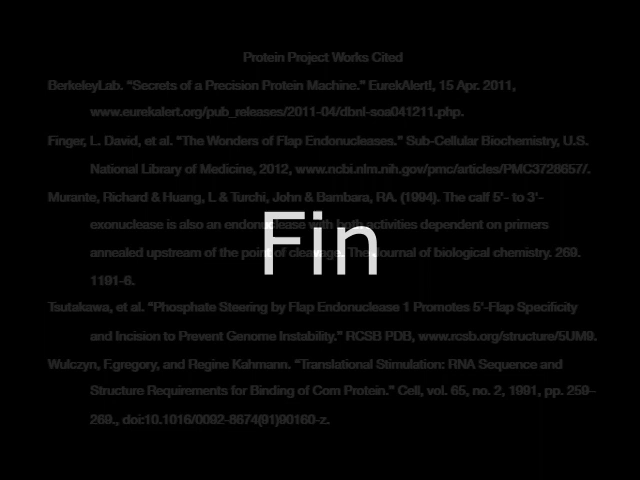 Protein Project Works Cited
BerkeleyLab. “Secrets of a Precision Protein Machine.” EurekAlert!, 15 Apr. 2011,
www.eurekalert.org/pub_releases/2011-04/dbnl-soa041211.php.
Finger, L. David, et al. “The Wonders of Flap Endonucleases.” Sub-Cellular Biochemistry, U.S.
National Library of Medicine, 2012, www.ncbi.nlm.nih.gov/pmc/articles/PMC3728657/.
Murante, Richard & Huang, L & Turchi, John & Bambara, RA. (1994). The calf 5'- to 3'-
exonuclease is also an endonuclease with both activities dependent on primers
annealed upstream of the point of cleavage. The Journal of biological chemistry. 269.
1191-6.
Fin
Tsutakawa, et al. “Phosphate Steering by Flap Endonuclease 1 Promotes 5'-Flap Specificity
and Incision to Prevent Genome Instability.” RCSB PDB, www.rcsb.org/structure/5UM9.
Wulczyn, F.gregory, and Regine Kahmann. “Translational Stimulation: RNA Sequence and
Structure Requirements for Binding of Com Protein.” Cell, vol. 65, no. 2, 1991, pp. 259–
269., doi:10.1016/0092-8674(91)90160-z.